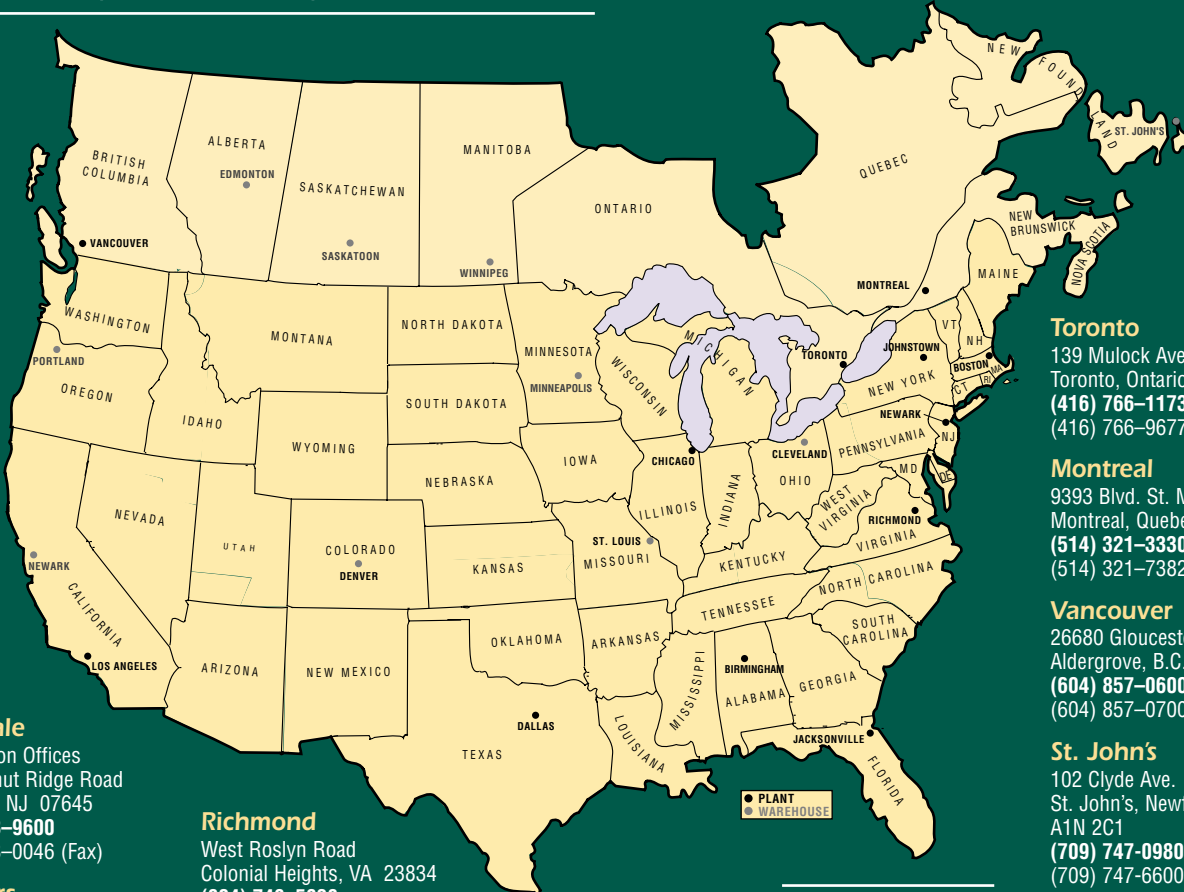 NEW FOUND LAND
ST. JOHN'S
BRITISH
COLUMBIA
ALBERTA
EDMONTON
SASKATCHEWAN
SASKATOON
MANITOBA
WINNIPEG
ONTARIO
QUEBEC
NEW
BRUNSWICK
NOVA SCOTIA
VANCOUVER
MONTREAL
MAINE
WASHINGTON
PORTLAND
OREGON
IDAHO
MONTANA
NORTH DAKOTA
SOUTH DAKOTA
MINNESOTA
MINNEAPOLIS
WISCONSIN
MICHIGAN
TORONTO
JOHNSTOWN
VT
NH
BOSTON
MA
RI
CT
NEW YORK
NEWARK
NJ
PENNSYLVANIA
MD
DE
WYOMING
NEBRASKA
IOWA
CHICAGO
ILLINOIS
INDIANA
CLEVELAND
OHIO
WEST
VIRGINIA
RICHMOND
VIRGINIA
NEVADA
UTAH
COLORADO
DENVER
KANSAS
ST. LOUIS
MISSOURI
KENTUCKY
NEWARK
CALIFORNIA
LOS ANGELES
ARIZONA
NEW MEXICO
OKLAHOMA
ARKANSAS
TENNESSEE
NORTH CAROLINA
SOUTH
CAROLINA
TEXAS
DALLAS
LOUISIANA
MISSISSIPPI
BIRMINGHAM
ALABAMA
GEORGIA
JACKSONVILLE
FLORIDA
PLANT
WAREHOUSE
Toronto
139 Mulock Ave
Toronto, Ontario
(416) 766–1173
(416) 766–9677
Montreal
9393 Blvd. St. M
Montreal, Quebe
(514) 321–3330
(514) 321–7382
Vancouver
26680 Gloucest
Aldergrove, B.C.
(604) 857–0600
(604) 857–0700
St. John's
102 Clyde Ave.
St. John's, Newf
A1N 2C1
(709) 747-0980
(709) 747-6600
Offices
Ridge Road
NJ 07645
–9600
–0046 (Fax)
Richmond
West Roslyn Road
Colonial Heights, VA 23834